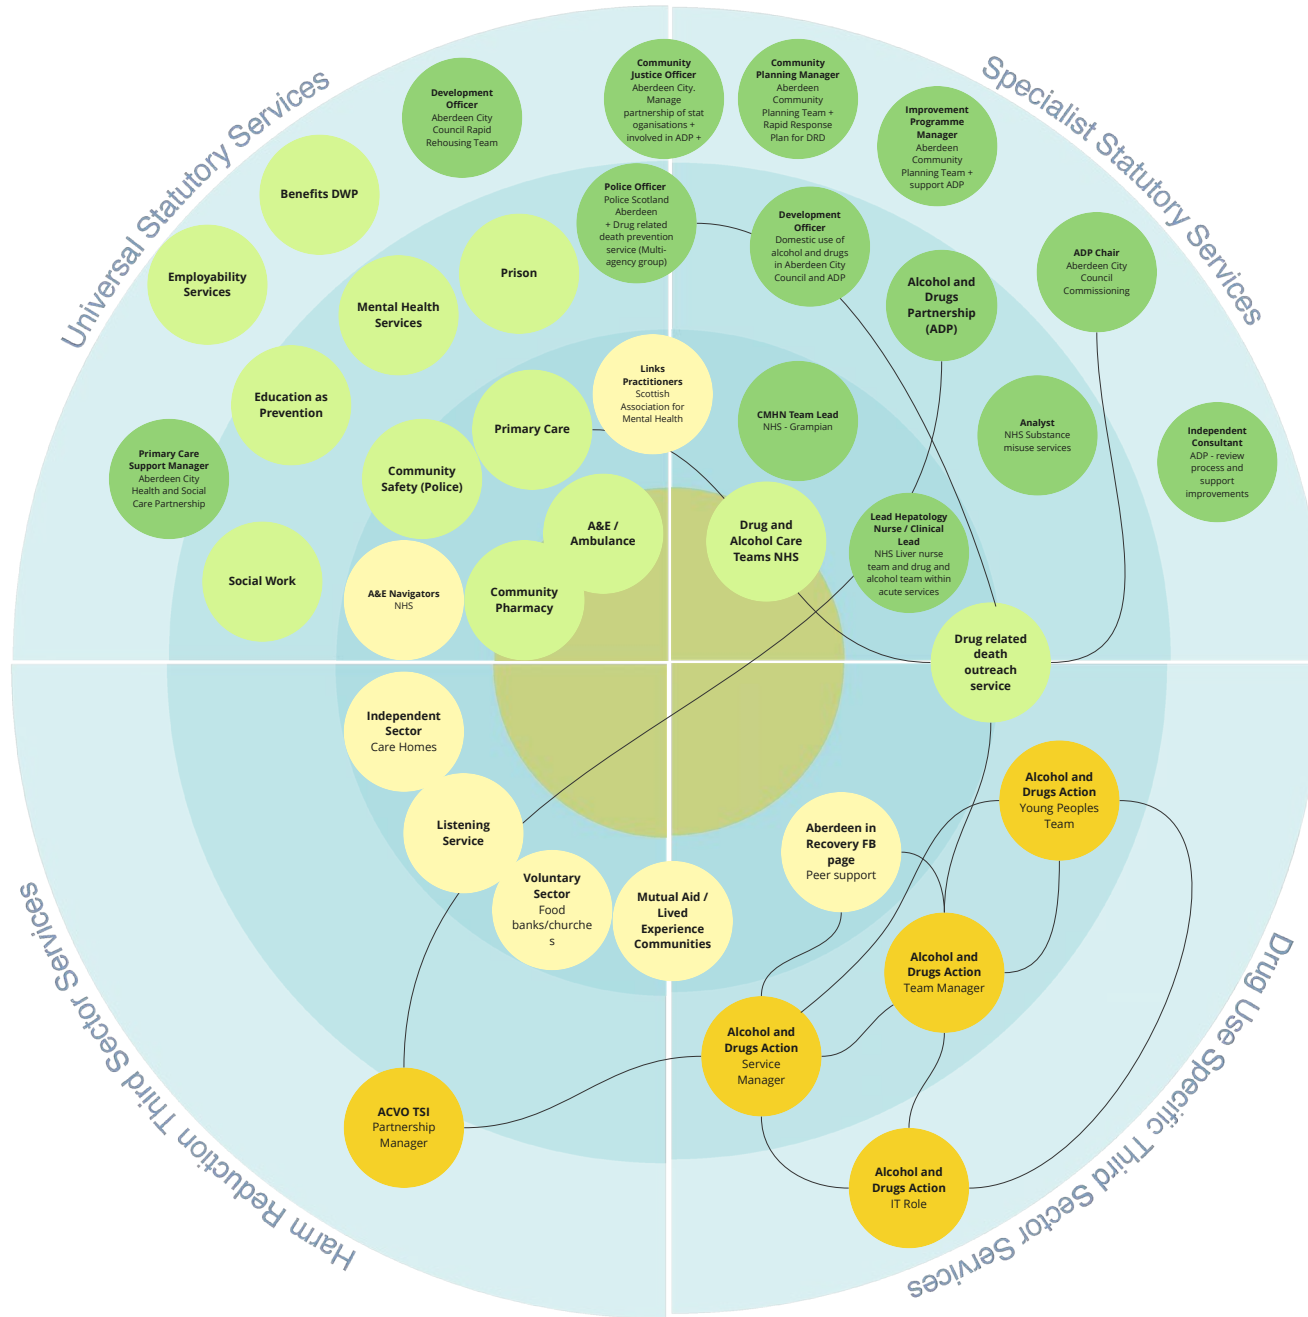 Universal Statutory Services
Specialist Statutory Services
Harm Reduction Third Sector Services
Drug Use Specific Third Sector Services
Development
Officer
Aberdeen City
Council Rapid
Rehousing Team
Community
Justice Officer
Aberdeen City.
Manage
partnership of stat
oganisations +
involved in ADP +
Community
Planning Manager
Aberdeen
Community
Planning Team +
Rapid Response
Plan for DRD
Improvement
Programme
Manager
Aberdeen
Community
Planning Team +
support ADP
Benefits DWP
Police Officer
Police Scotland
Aberdeen
+ Drug related
death prevention
service (Multi-
agency group)
Development
Officer
Domestic use of
alcohol and drugs
in Aberdeen City
Council and ADP
ADP Chair
Aberdeen City
Council
Commissioning
Employability
Services
Prison
Mental Health
Services
Alcohol and
Drugs
Partnership
(ADP)
Education as
Prevention
Links
Practitioners
Scottish
Association for
Mental Health
CMHN Team Lead
NHS - Grampian
Analyst
NHS Substance
misuse services
Independent
Consultant
ADP - review
process and
support
improvements
Primary Care
Primary Care
Support Manager
Aberdeen City
Health and Social
Care Partnership
Community
Safety (Police)
A&E /
Ambulance
Drug and
Alcohol Care
Teams NHS
Lead Hepatology
Nurse / Clinical
Lead
NHS Liver nurse
team and drug and
alcohol team within
acute services
Social Work
A&E Navigators
NHS
Community
Pharmacy
Drug related
death
outreach
service
Independent
Sector
Care Homes
Listening
Service
Voluntary
Sector
Food
banks/churche
s
Mutual Aid /
Lived
Experience
Communities
Aberdeen in
Recovery FB
page
Peer support
Alcohol and
Drugs Action
Young Peoples
Team
Alcohol and
Drugs Action
Team Manager
Alcohol and
Drugs Action
Service
Manager
ACVO TSI
Partnership
Manager
Alcohol and
Drugs Action
IT Role